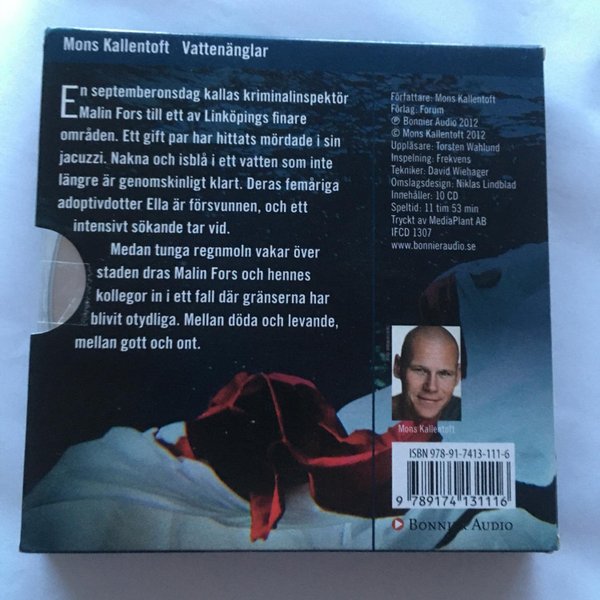 Mons Kallentoft Vattenänglar
En septemberonsdag kallas kriminalinspektör
Malin Fors till ett av Linköpings finare
områden. Ett gift par har hittats mördade i sin
jacuzzi. Nakna och isblå i ett vatten som inte
längre är genomskinligt klart. Deras femåriga
adoptivdotter Ella är försvunnen, och ett
intensivt sökande tar vid.
Medan tunga regnmoln vakar över
staden dras Malin Fors och hennes
kollegor in i ett fall där gränserna har
blivit otydliga. Mellan döda och levande,
mellan gott och ont.
Författare: Mons Kallentoft
Förlag: Forum
℗ Bonnier Audio 2012
© Mons Kallentoft 2012
Uppläsare: Torsten Wahlund
Inspelning: Frekvens
Tekniker: David Wiehager
Omslagsdesign: Niklas Lindblad
Innehåller: 10 CD
Speltid: 11 tim 53 min
Tryckt av MediaPlant AB
IFCD 1307
www.bonnieraudio.se
Mons Kallentoft
ISBN 978-91-7413-111-6
9 789174 131116
BONNIER AUDIO